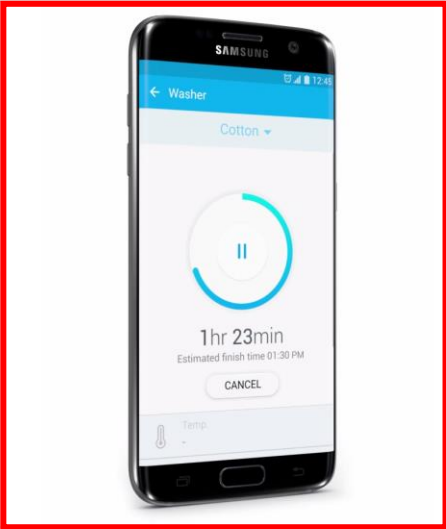 SAMSUNG
12:45
Washer
Cotton
1hr 23min
Estimated finish time 01:30 PM
CANCEL
Temp
-